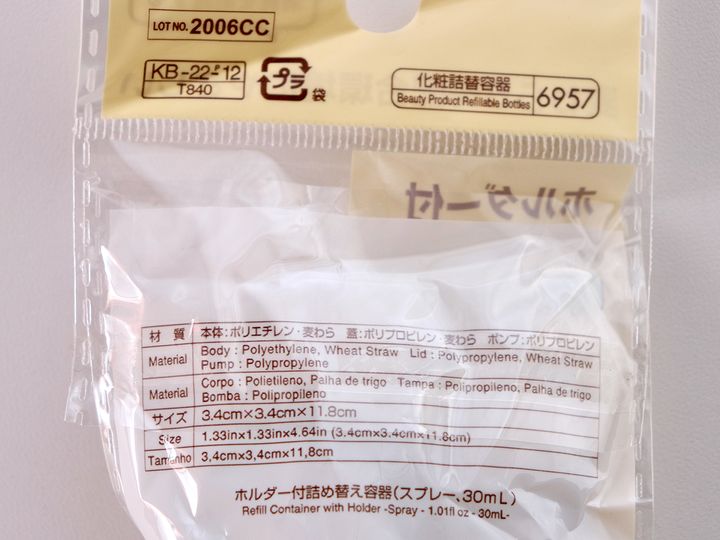 LOT NO. 2006CC
KB-22-P-12
T840
プラ
袋
化粧詰替容器
Beauty Product Refillable Bottles
6957
ホルダー付
材 質 本体:ポリエチレン・麦わら 蓋:ポリプロピレン・麦わら ポンプ:ポリプロピレン
Material Body : Polyethylene, Wheat Straw Lid : Polypropylene, Wheat Straw
Pump : Polypropylene
Material Corpo : Polietileno, Palha de trigo Tampa : Polipropileno, Palha de trigo
Bomba : Polipropileno
サイズ 3.4cm×3.4cm×11.8cm
Size 1.33in×1.33in×4.64in (3.4cm×3.4cm×11.8cm)
Tamanho 3,4cm×3,4cm×11,8cm
ホルダー付詰め替え容器(スプレー、30mL)
Refill Container with Holder -Spray - 1.01fl oz - 30mL-